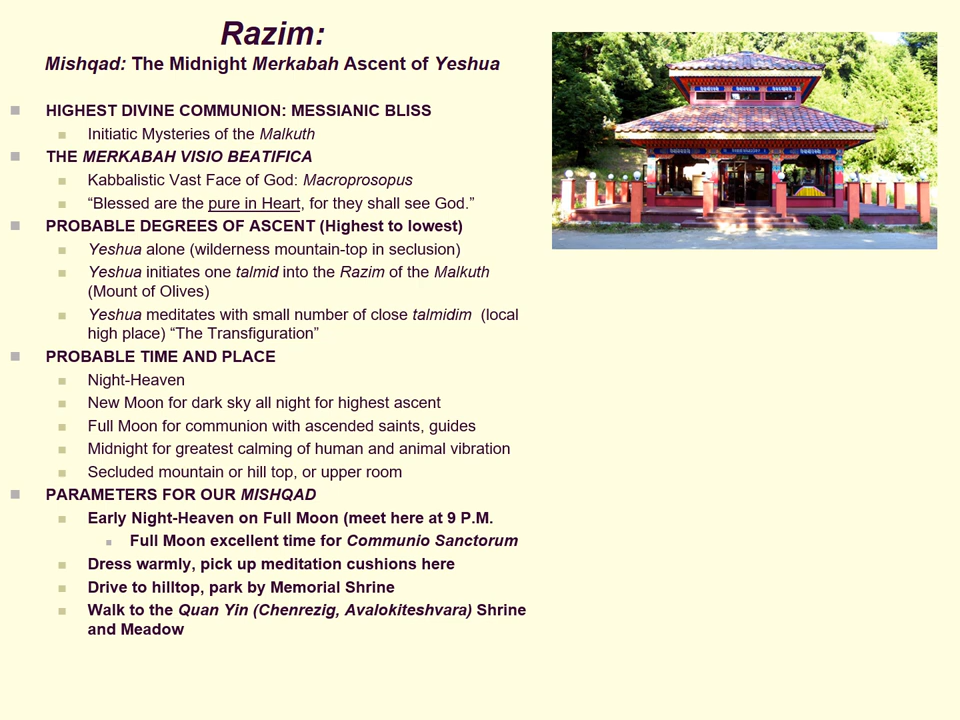 Razim:
Mishqad: The Midnight Merkabah Ascent of Yeshua
HIGHEST DIVINE COMMUNION: MESSIANIC BLISS
Initiatic Mysteries of the Malkuth
THE MERKABAH VISIO BEATIFICA
Kabbalistic Vast Face of God: Macroprosopus
“Blessed are the pure in Heart, for they shall see God.”
PROBABLE DEGREES OF ASCENT (Highest to lowest)
Yeshua alone (wilderness mountain-top in seclusion)
Yeshua initiates one talmid into the Razim of the Malkuth
(Mount of Olives)
Yeshua meditates with small number of close talmidim (local
high place) “The Transfiguration”
PROBABLE TIME AND PLACE
Night-Heaven
New Moon for dark sky all night for highest ascent
Full Moon for communion with ascended saints, guides
Midnight for greatest calming of human and animal vibration
Secluded mountain or hill top, or upper room
PARAMETERS FOR OUR MISHQAD
Early Night-Heaven on Full Moon (meet here at 9 P.M.
Full Moon excellent time for Communio Sanctorum
Dress warmly, pick up meditation cushions here
Drive to hilltop, park by Memorial Shrine
Walk to the Quan Yin (Chenrezig, Avalokiteshvara) Shrine
and Meadow